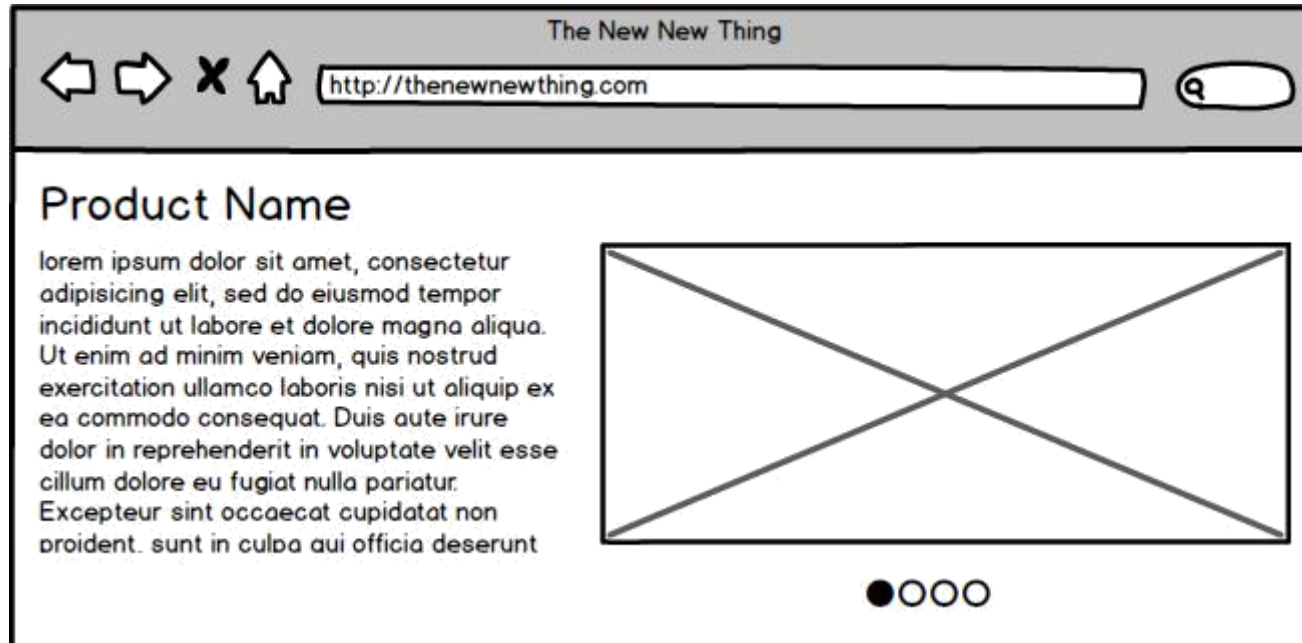 The New New Thing
http://thenewnewthing.com
Product Name
lorem ipsum dolor sit amet, consectetur
adipisicing elit, sed do eiusmod tempor
incididunt ut labore et dolore magna aliqua.
Ut enim ad minim veniam, quis nostrud
exercitation ullamco laboris nisi ut aliquip ex
ea commodo consequat. Duis aute irure
dolor in reprehenderit in voluptate velit esse
cillum dolore eu fugiat nulla pariatur.
Excepteur sint occaecat cupidatat non
proident, sunt in culpa qui officia deserunt